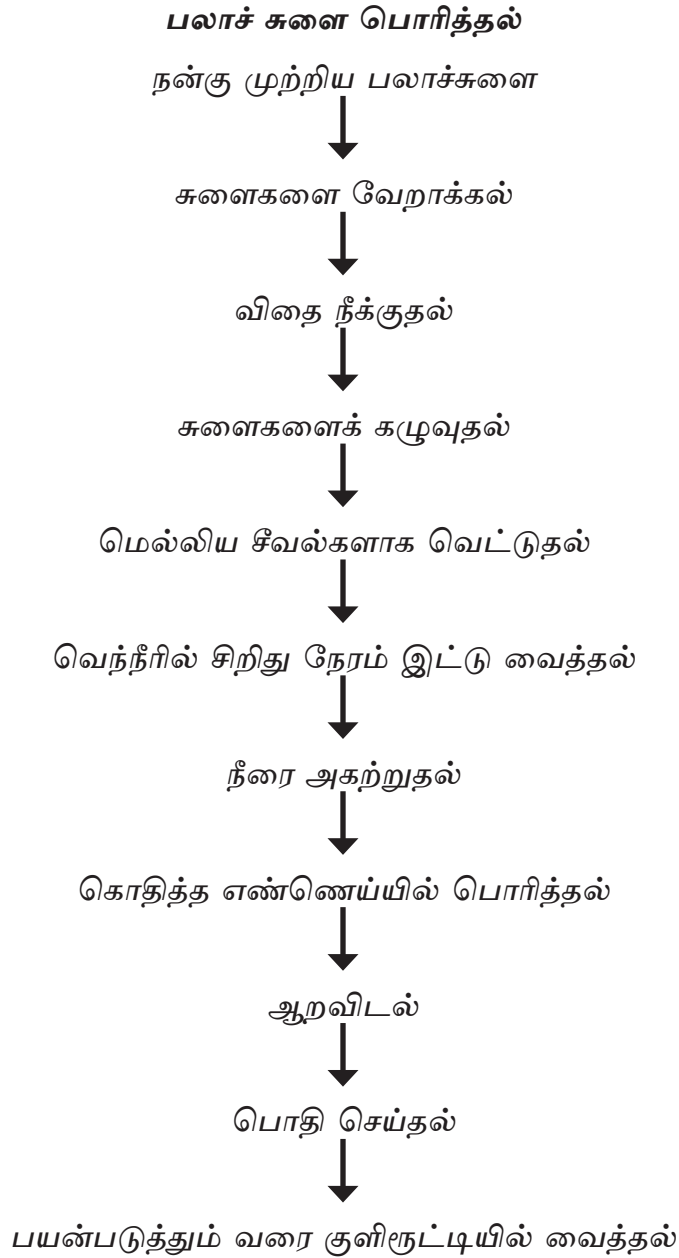 பலாச் சுளை பொரித்தல்
நன்கு முற்றிய பலாச்சுளை
சுளைகளை வேறாக்கல்
விதை நீக்குதல்
சுளைகளைக் கழுவுதல்
மெல்லிய சீவல்களாக வெட்டுதல்
வெந்நீரில் சிறிது நேரம் இட்டு வைத்தல்
நீரை அகற்றுதல்
கொதித்த எண்ணெய்யில் பொரித்தல்
ஆறவிடல்
பொதி செய்தல்
பயன்படுத்தும் வரை குளிரூட்டியில் வைத்தல்